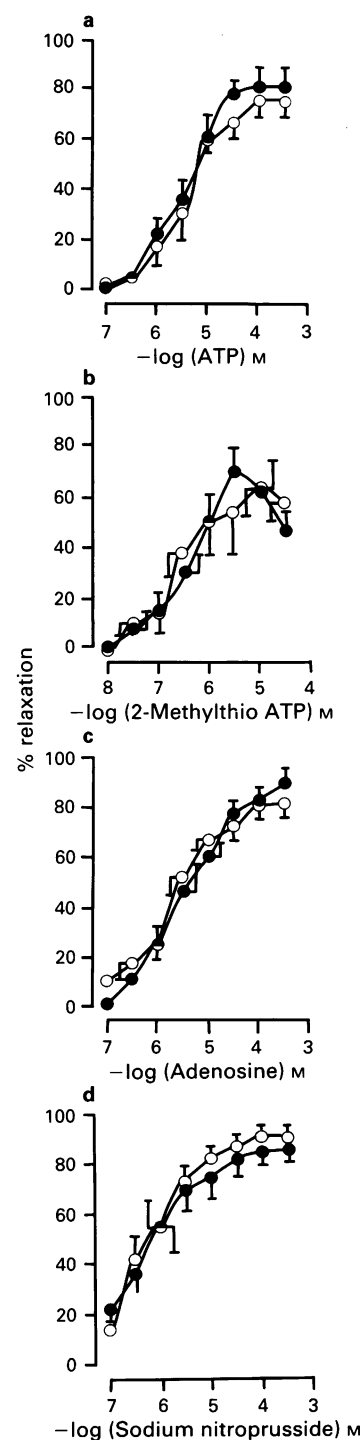 a
100
80
60
40
20
0
7 6 5 4 3
−log (ATP) M
b
100
80
60
40
20
0
8 7 6 5 4
−log (2-Methylthio ATP) M
% relaxation
c
100
80
60
40
20
0
7 6 5 4 3
−log (Adenosine) M
d
100
80
60
40
20
0
7 6 5 4 3
−log (Sodium nitroprusside) M